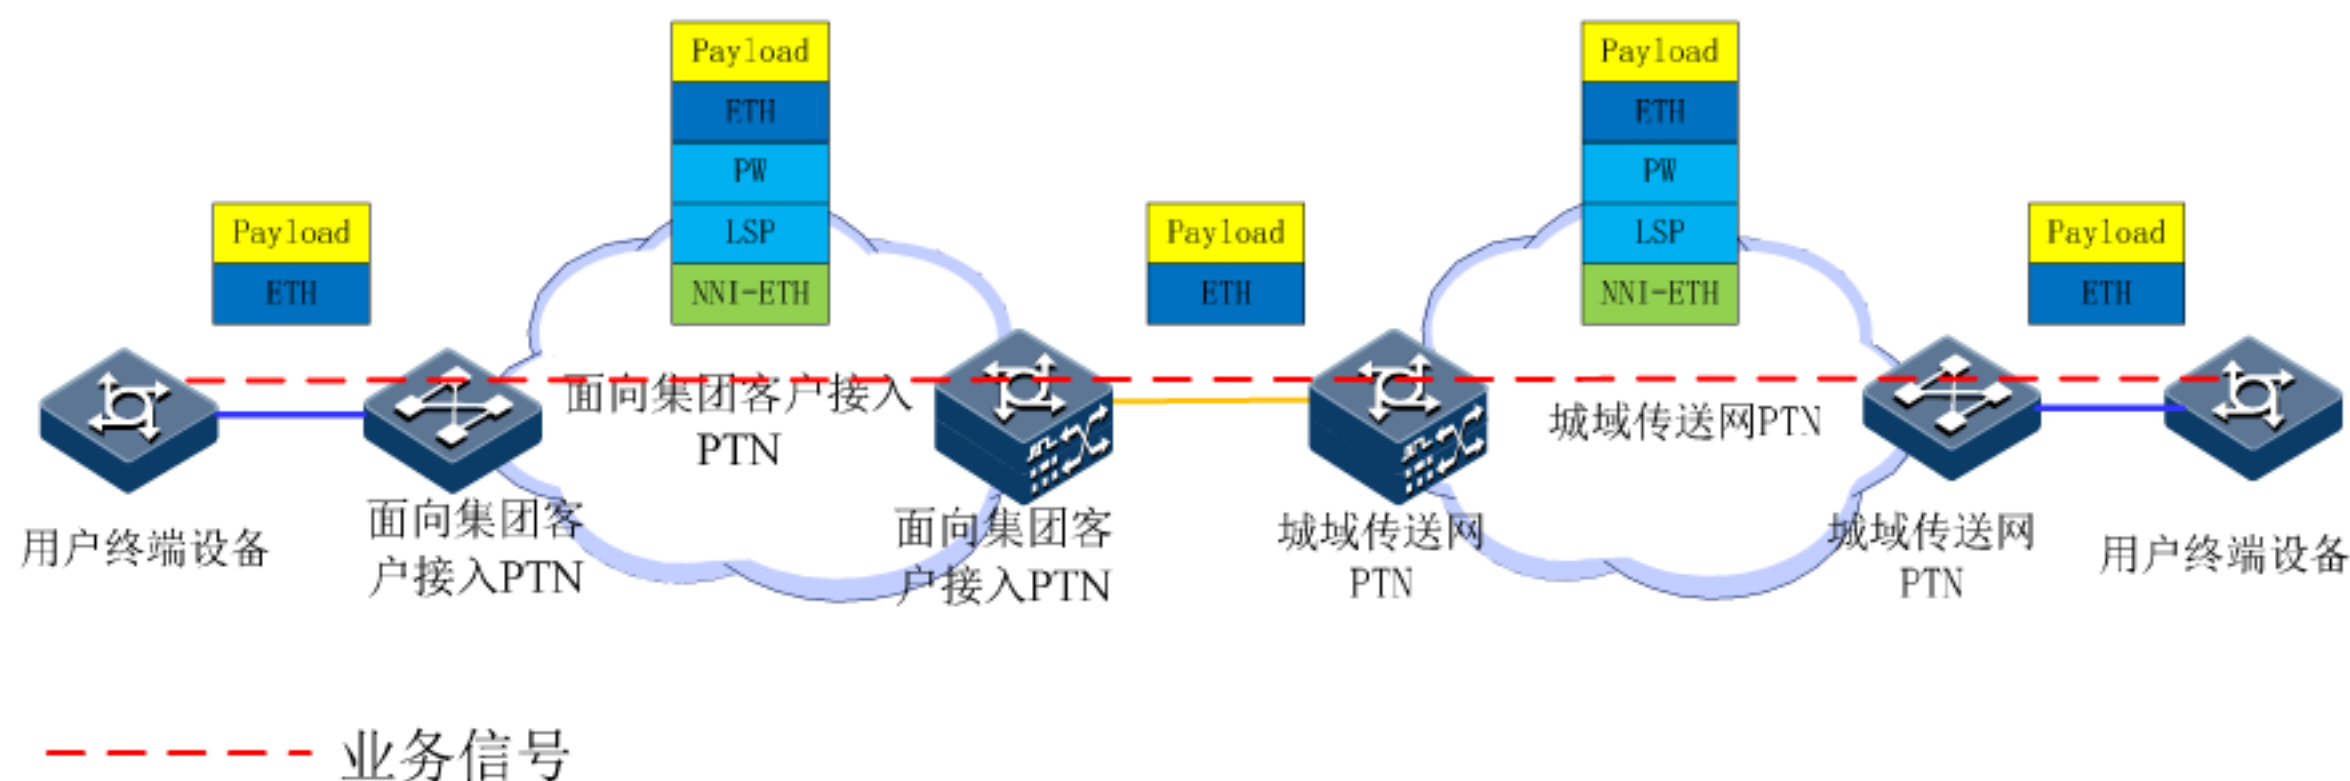 Payload
ETH
PW
LSP
NNI-ETH
Payload
ETH
PW
LSP
NNI-ETH
Payload
ETH
Payload
ETH
Payload
ETH
面向集团客户接入
PTN
城域传送网PTN
用户终端设备
面向集团客
户接入PTN
面向集团客
户接入PTN
城域传送网
PTN
城域传送网
PTN
用户终端设备
业务信号